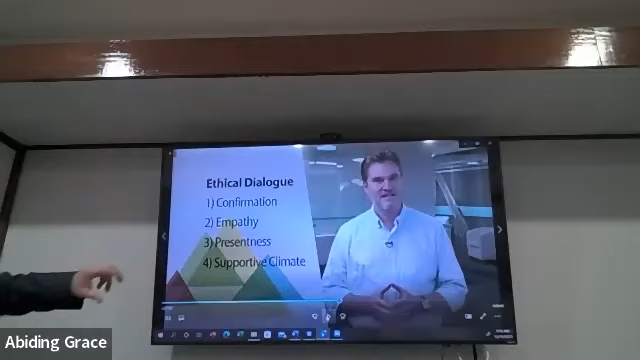 Ethical Dialogue
1) Confirmation
2) Empathy
3) Presentness
4) Supportive Climate
Abiding Grace